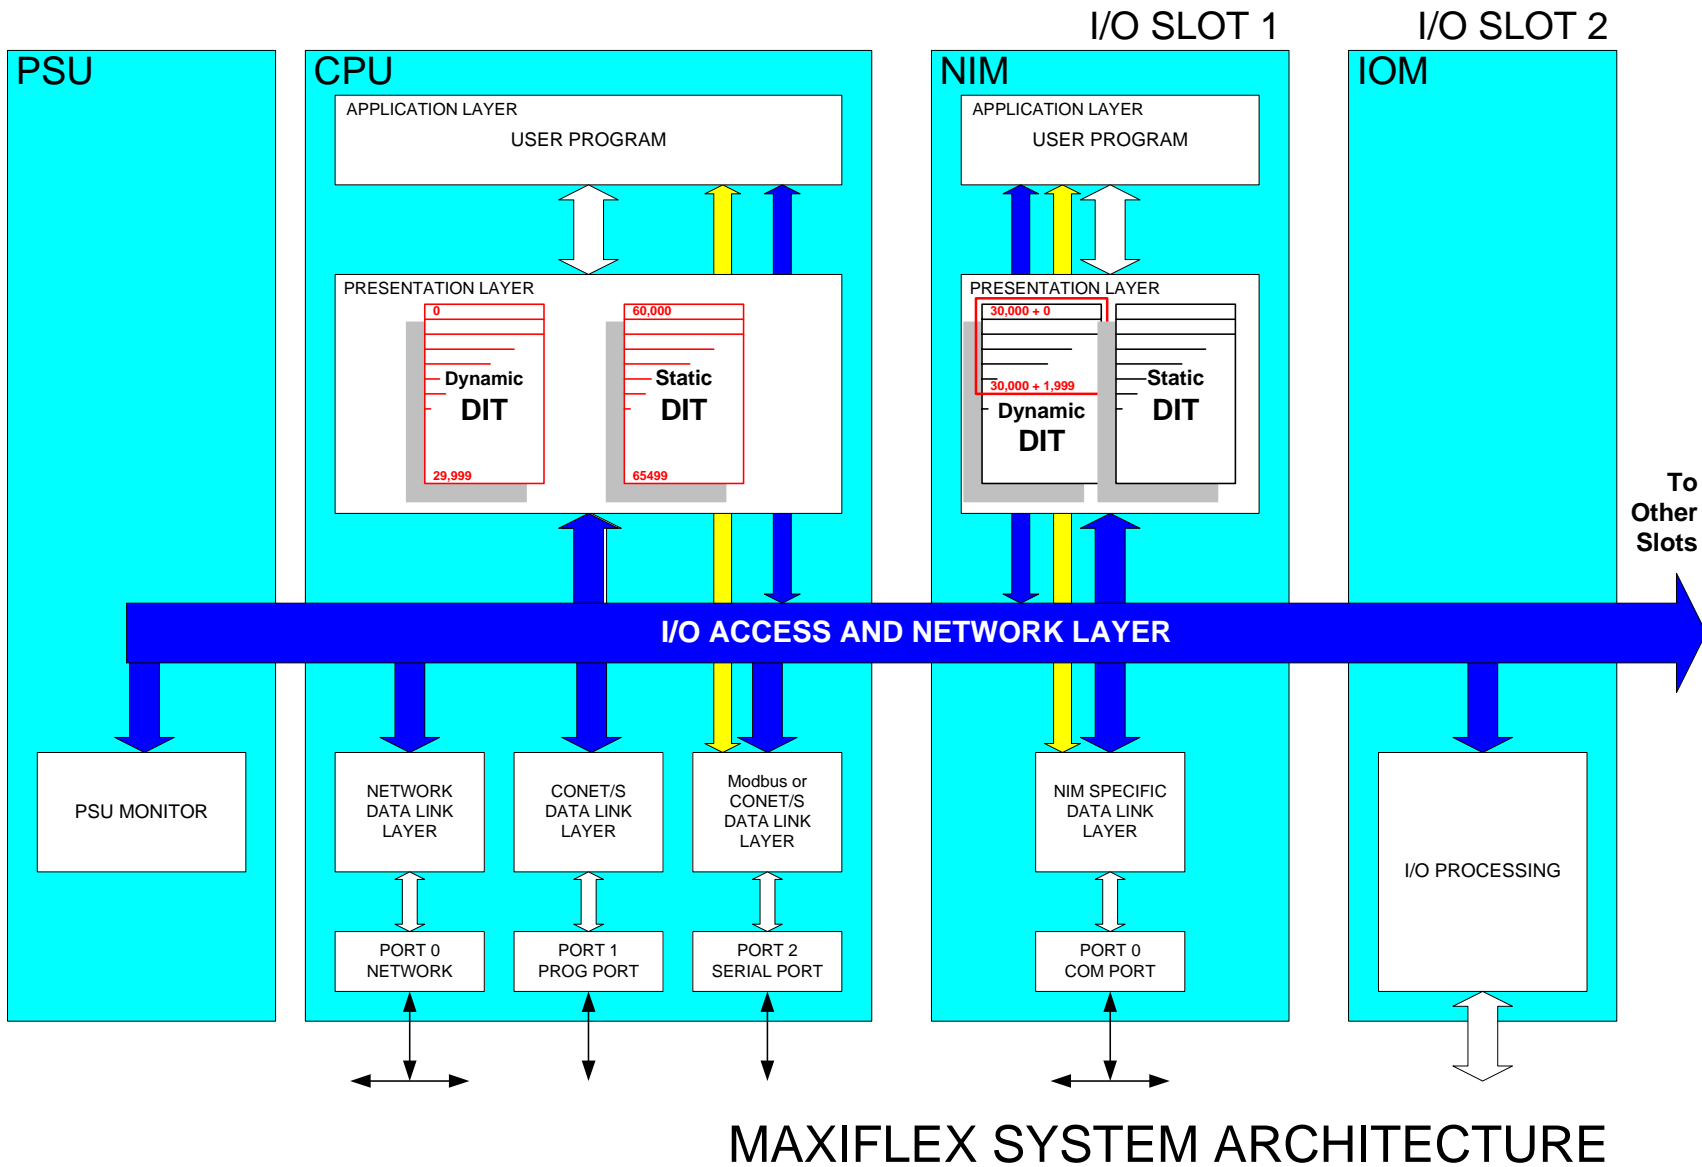 I/O SLOT 1
I/O SLOT 2
PSU
CPU
NIM
IOM
APPLICATION LAYER
USER PROGRAM
APPLICATION LAYER
USER PROGRAM
PRESENTATION LAYER
0
Dynamic
DIT
29,999
60,000
Static
DIT
65499
PRESENTATION LAYER
30,000 + 0
30,000 + 1,999
Dynamic
DIT
Static
DIT
To
Other
Slots
I/O ACCESS AND NETWORK LAYER
PSU MONITOR
NETWORK
DATA LINK
LAYER
CONET/S
DATA LINK
LAYER
Modbus or
CONET/S
DATA LINK
LAYER
NIM SPECIFIC
DATA LINK
LAYER
I/O PROCESSING
PORT 0
NETWORK
PORT 1
PROG PORT
PORT 2
SERIAL PORT
PORT 0
COM PORT
MAXIFLEX SYSTEM ARCHITECTURE